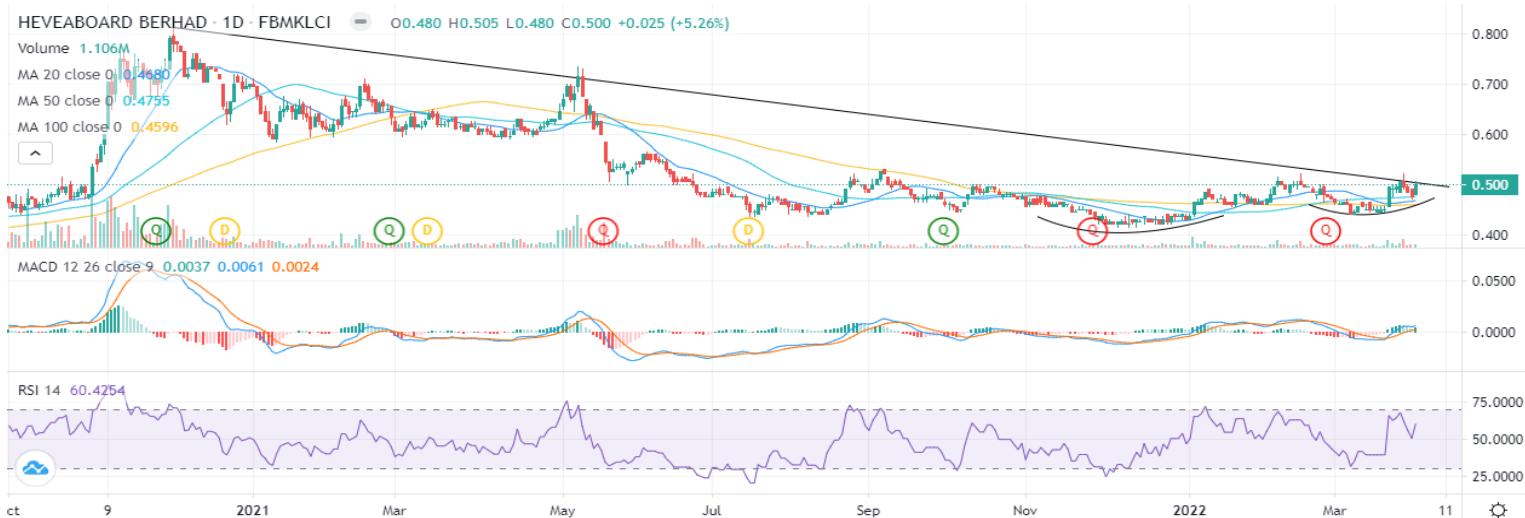 HEVEABOARD BERHAD · 1D · FBMKLCI O0.480 H0.505 L0.480 C0.500 +0.025 (+5.26%)
Volume 1.106M
MA 20 close 0 0.4680
MA 50 close 0 0.4755
MA 100 close 0 0.4596
0.800
0.700
0.600
0.500
0.400
Q D Q D Q D Q Q Q
MACD 12 26 close 9 0.0037 0.0061 0.0024
0.0500
0.0000
RSI 14 60.4254
75.0000
50.0000
25.0000
ct 9 2021 Mar May Jul Sep Nov 2022 Mar 11